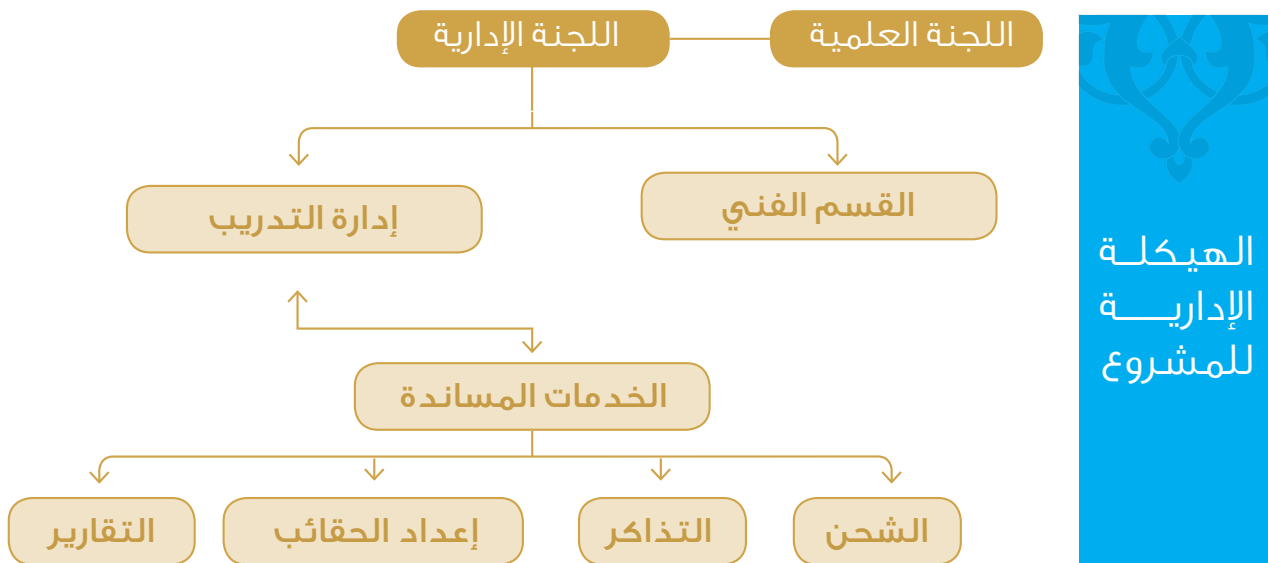 الهيكلة
الإدارية
للمشروع
اللجنة العلمية
اللجنة الإدارية
القسم الفني
إدارة التدريب
الخدمات المساندة
الشحن
التذاكر
إعداد الحقائب
التقارير